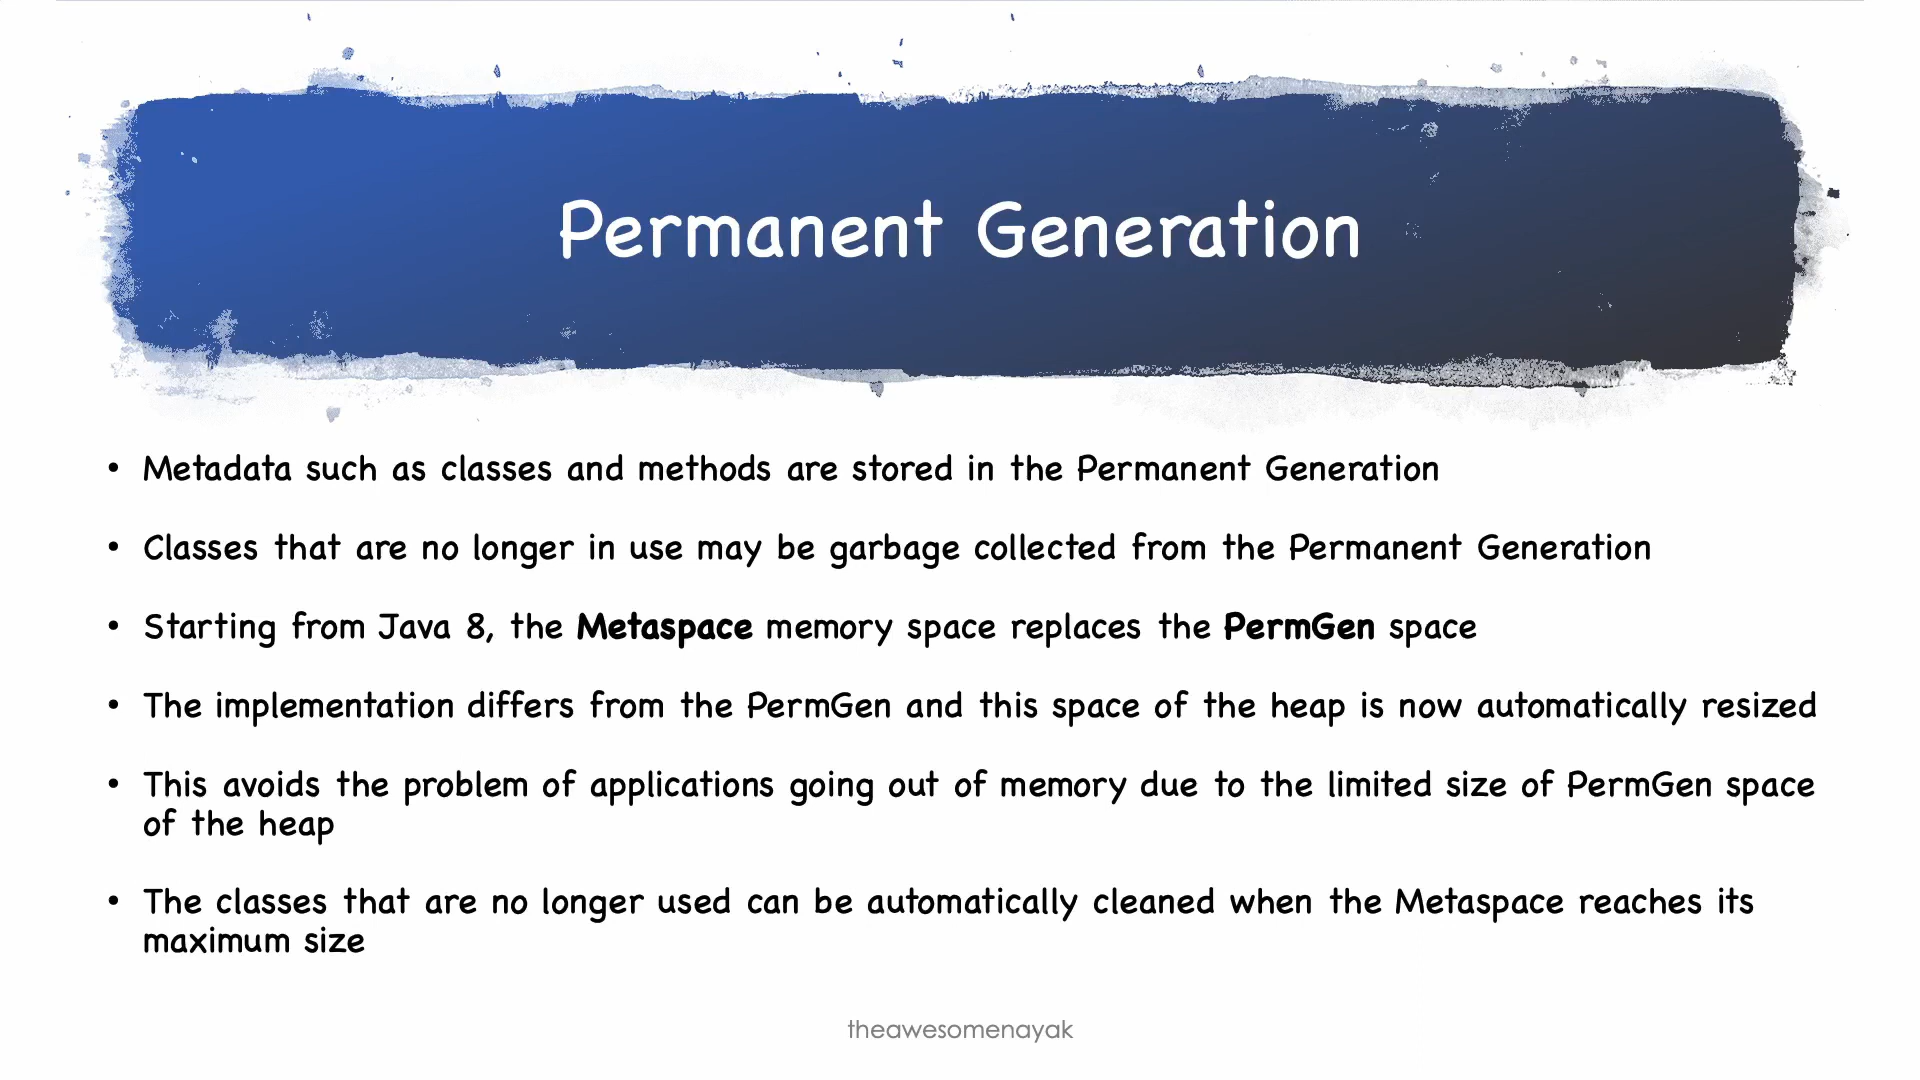 Permanent Generation
• Metadata such as classes and methods are stored in the Permanent Generation
• Classes that are no longer in use may be garbage collected from the Permanent Generation
• Starting from Java 8, the Metaspace memory space replaces the PermGen space
• The implementation differs from the PermGen and this space of the heap is now automatically resized
• This avoids the problem of applications going out of memory due to the limited size of PermGen space
of the heap
• The classes that are no longer used can be automatically cleaned when the Metaspace reaches its
maximum size
theawesomenayak